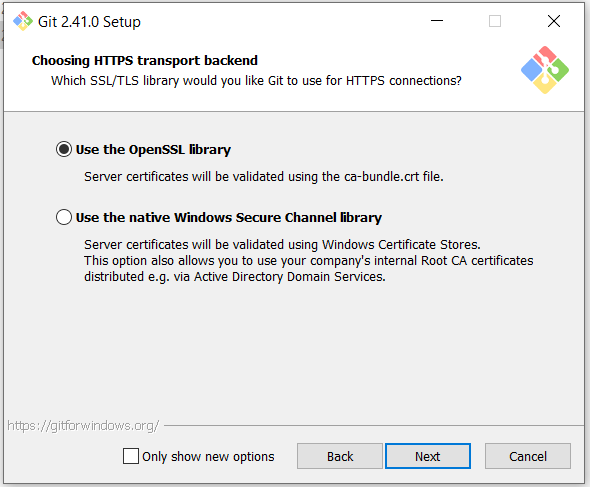 Git 2.41.0 Setup
Choosing HTTPS transport backend
Which SSL/TLS library would you like Git to use for HTTPS connections?
Use the OpenSSL library
Server certificates will be validated using the ca-bundle.crt file.
Use the native Windows Secure Channel library
Server certificates will be validated using Windows Certificate Stores.
This option also allows you to use your company's internal Root CA certificates
distributed e.g. via Active Directory Domain Services.
https://gitforwindows.org/
Only show new options
Back
Next
Cancel